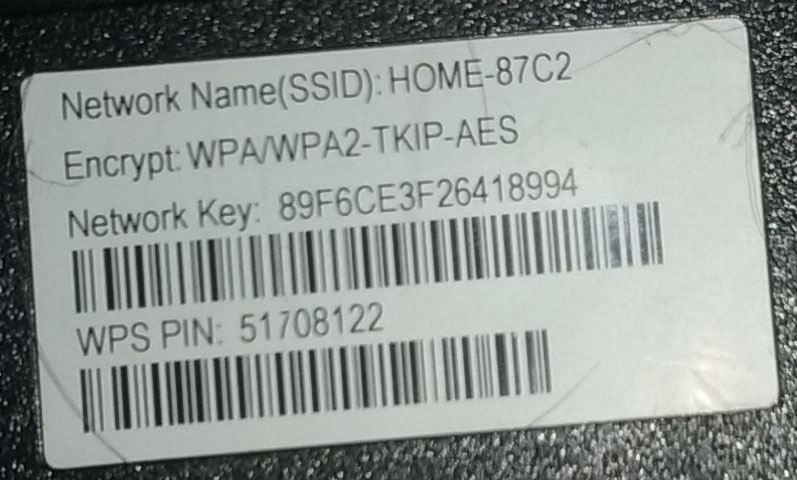 Network Name(SSID): HOME-87C2
Encrypt: WPA/WPA2-TKIP-AES
Network Key: 89F6CE3F26418994
WPS PIN: 51708122